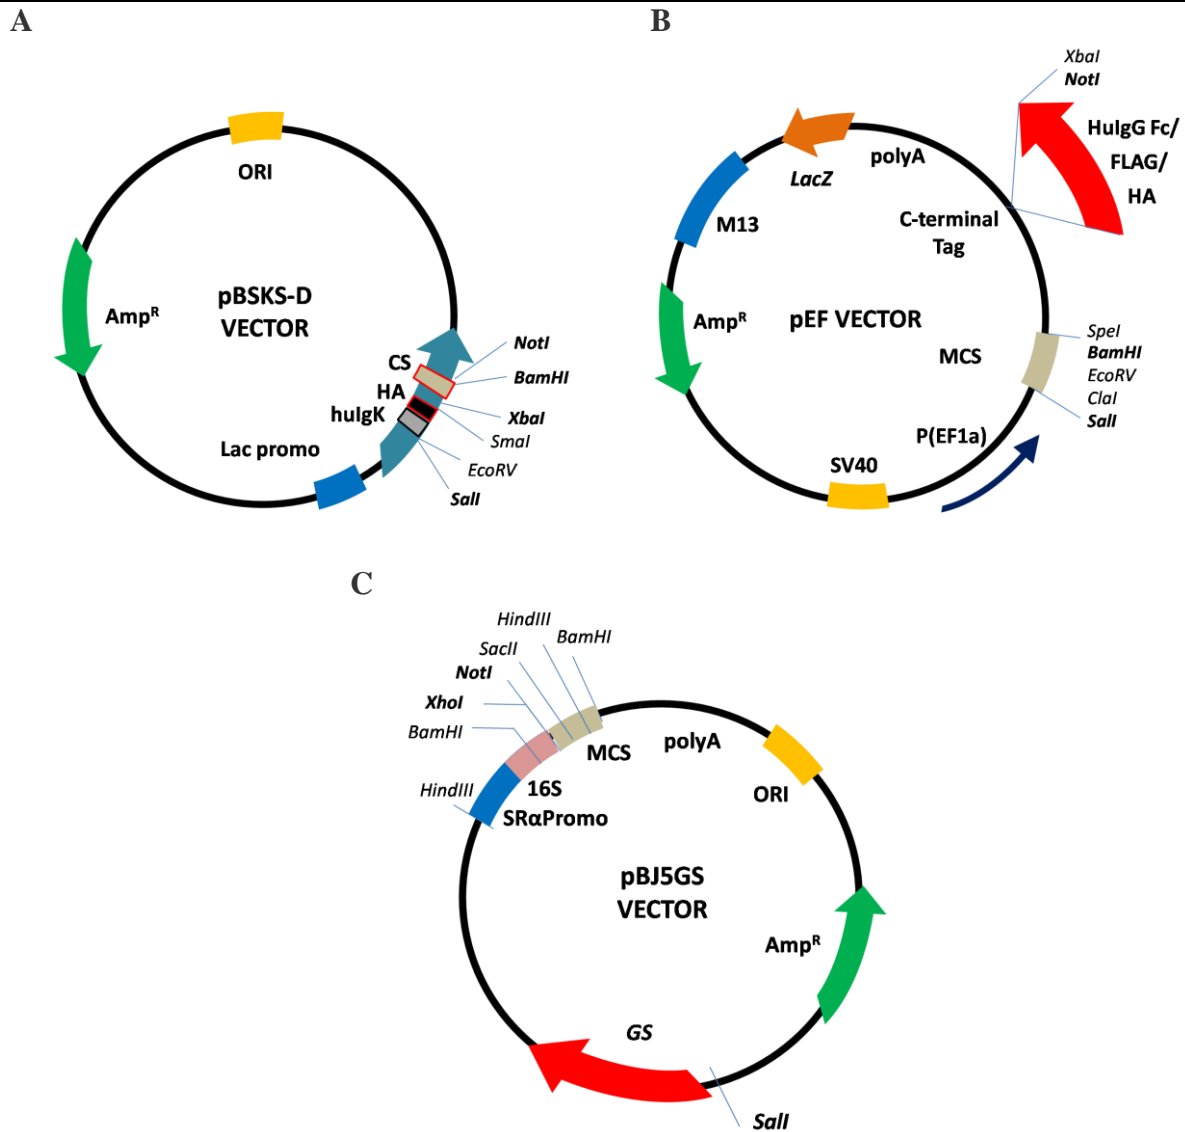 A
ORI
AmpR
pBSKS-D
VECTOR
CS
HA
huIgK
Lac promo
NotI
BamHI
XbaI
SmaI
EcoRV
SalI
B
XbaI
NotI
HuIgG Fc/
FLAG/
HA
polyA
LacZ
C-terminal
Tag
M13
AmpR
pEF VECTOR
MCS
SpeI
BamHI
EcoRV
ClaI
SalI
P(EF1a)
SV40
C
HindIII
BamHI
SacII
NotI
XhoI
BamHI
HindIII
MCS
polyA
16S
SRαPromo
ORI
pBJ5GS
VECTOR
AmpR
GS
SalI